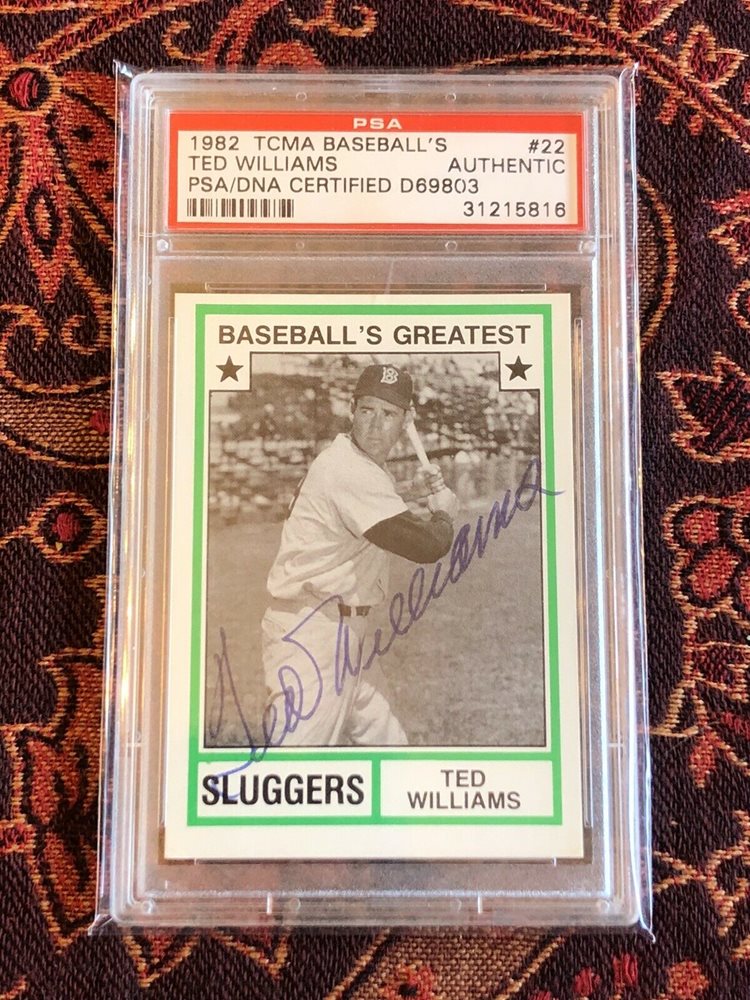 PSA
1982 TCMA BASEBALL'S #22
TED WILLIAMS AUTHENTIC
PSA/DNA CERTIFIED D69803
31215816
BASEBALL'S GREATEST
B
Ted Williams
SLUGGERS
TED
WILLIAMS